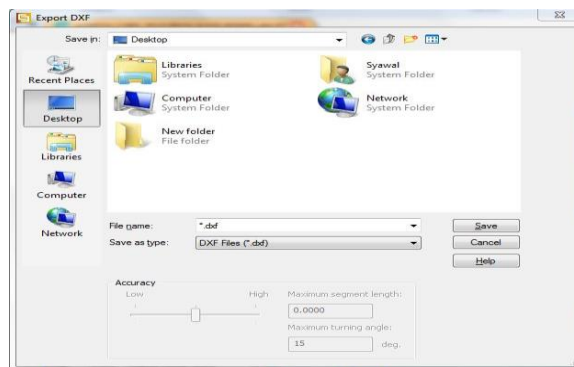 Export DXF
Save in: Desktop
Recent Places
Desktop
Libraries
Computer
Network
Libraries
System Folder
Syawal
System Folder
Computer
System Folder
Network
System Folder
New folder
File folder
File name: *.dxf Save
Save as type: DXF Files (*.dxf) Cancel
Help
Accuracy
Low High Maximum segment length:
0.0000
Maximum turning angle:
15 deg.